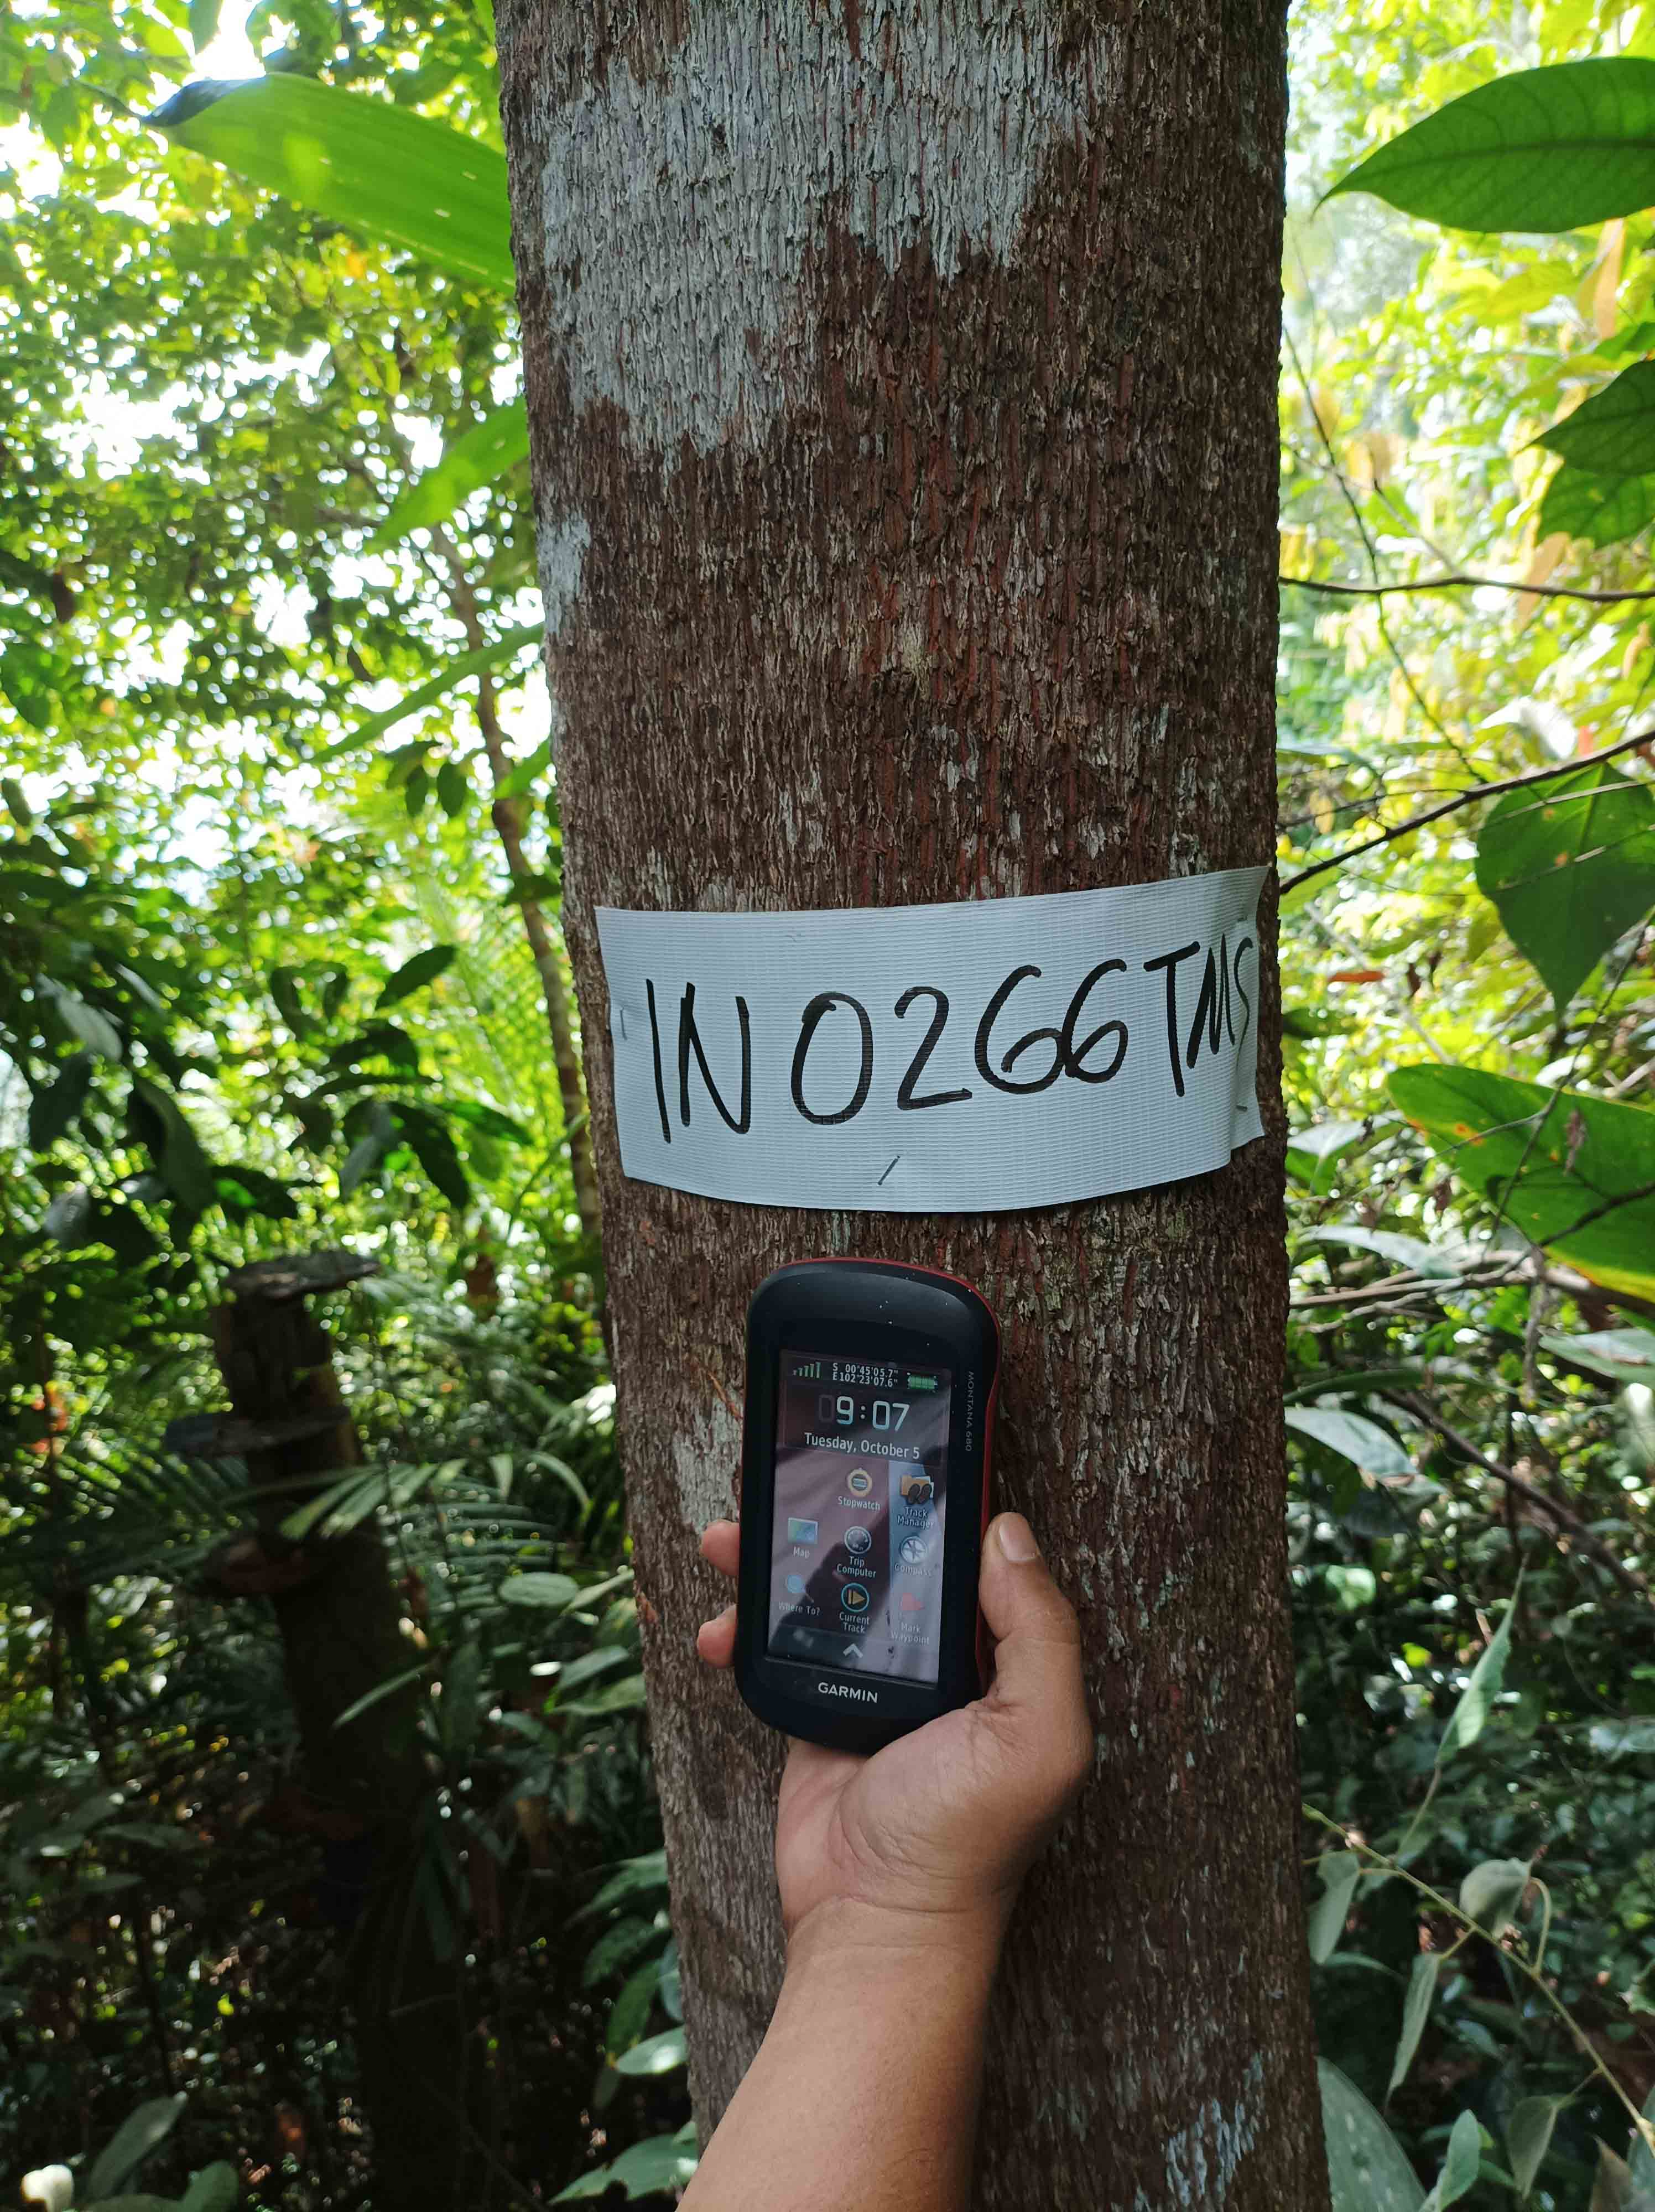 IN0266TMS
S 00°45'05.7"
E102°23'07.6"
09:07
Tuesday, October 5
Stopwatch
Track Manager
Map
Trip Computer
Compass
Where To?
Current Track
Mark Waypoint
GARMIN
MONTANA 680